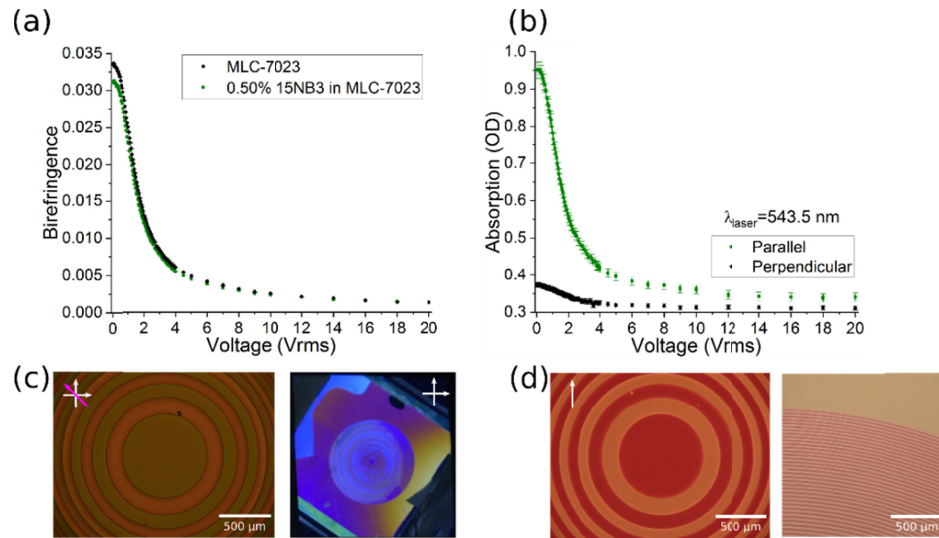 (a)
0.035
0.030
0.025
0.020
0.015
0.010
0.005
0.000
Birefringence
MLC-7023
0.50% 15NB3 in MLC-7023
0 2 4 6 8 10 12 14 16 18 20
Voltage (Vrms)
(b)
1.0
0.9
0.8
0.7
0.6
0.5
0.4
0.3
Absorption (OD)
λlaser=543.5 nm
Parallel
Perpendicular
0 2 4 6 8 10 12 14 16 18 20
Voltage (Vrms)
(c)
500 μm
500 μm
(d)
500 μm
500 μm